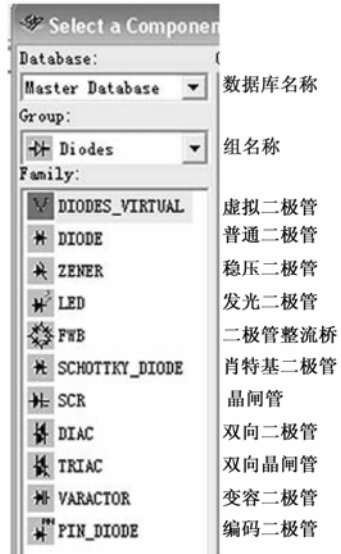 Select a Componen
Database:
Master Database 数据库名称
Group:
Diodes 组名称
Family:
DIODES_VIRTUAL 虚拟二极管
DIODE 普通二极管
ZENER 稳压二极管
LED 发光二极管
FWB 二极管整流桥
SCHOTTKY_DIODE 肖特基二极管
SCR 晶闸管
DIAC 双向二极管
TRIAC 双向晶闸管
VARACTOR 变容二极管
PIN_DIODE 编码二极管